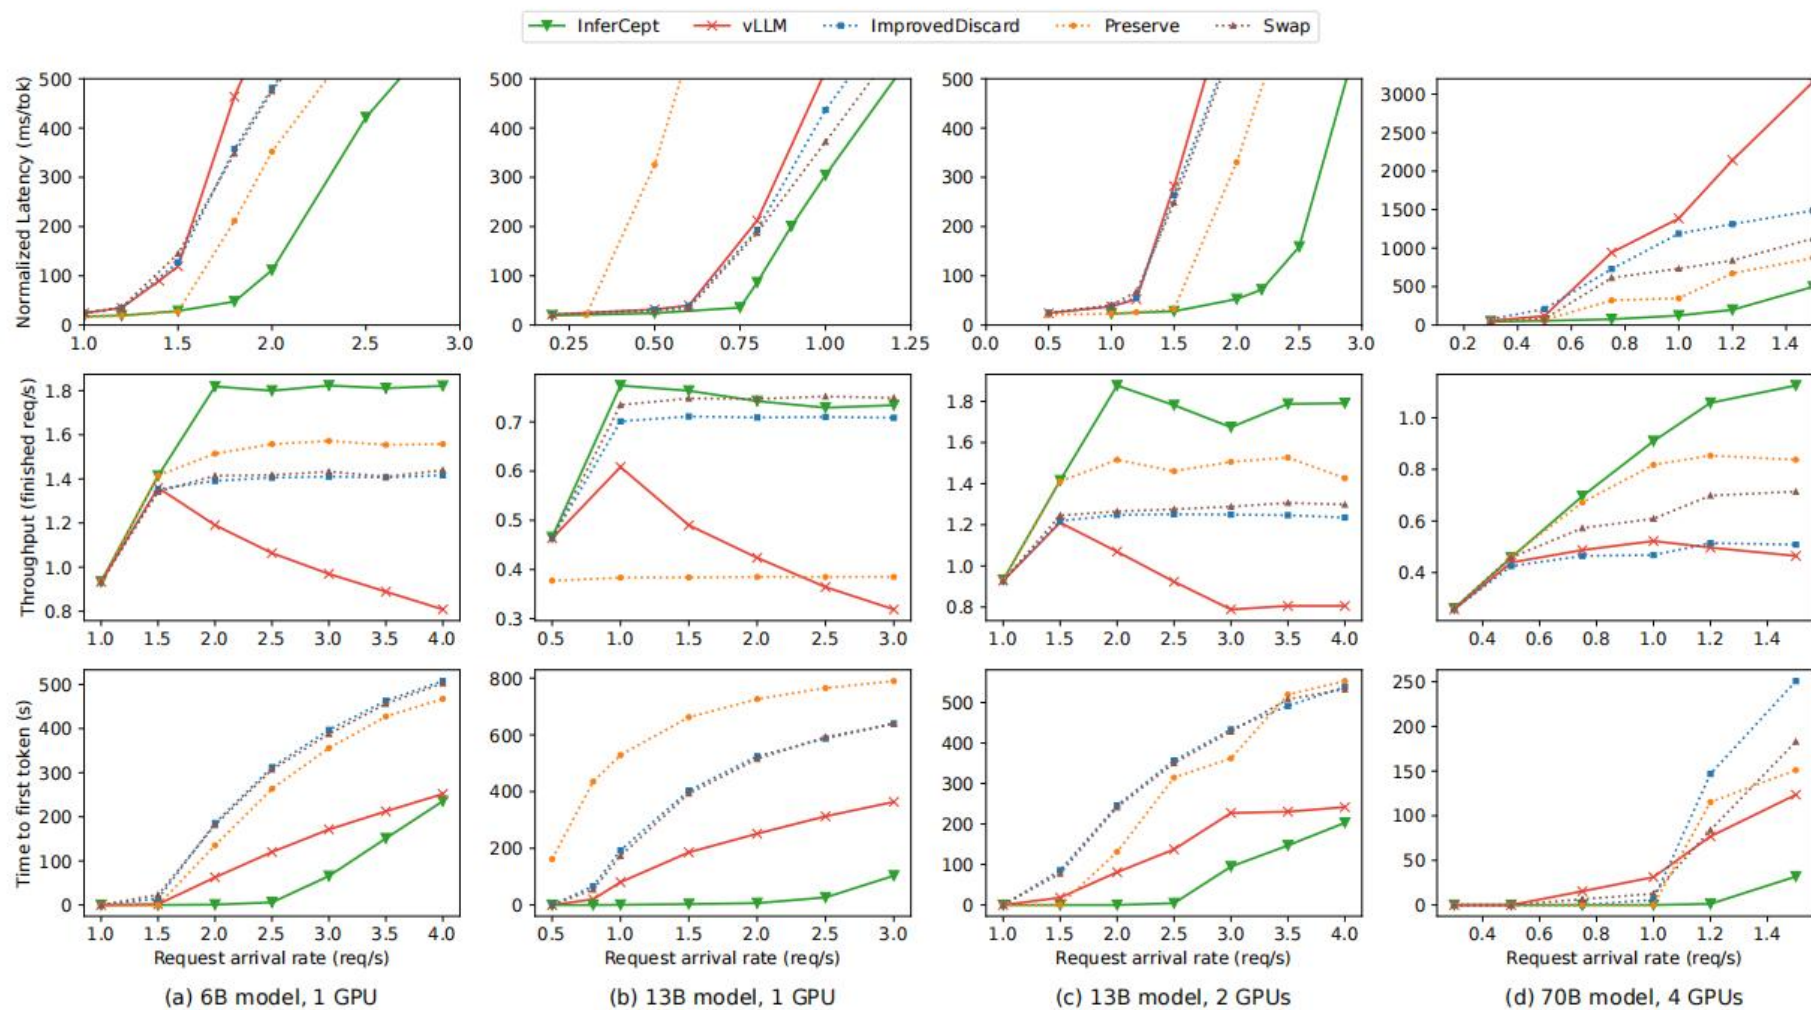 InferCept vLLM ImprovedDiscard Preserve Swap
Normalized Latency (ms/tok)
500
400
300
200
100
0
1.0 1.5 2.0 2.5 3.0
500
400
300
200
100
0
0.25 0.50 0.75 1.00 1.25
500
400
300
200
100
0
0.0 0.5 1.0 1.5 2.0 2.5 3.0
3000
2500
2000
1500
1000
500
0
0.2 0.4 0.6 0.8 1.0 1.2 1.4
Throughput (finished req/s)
1.8
1.6
1.4
1.2
1.0
0.8
1.0 1.5 2.0 2.5 3.0 3.5 4.0
0.7
0.6
0.5
0.4
0.3
0.5 1.0 1.5 2.0 2.5 3.0
1.8
1.6
1.4
1.2
1.0
0.8
1.0 1.5 2.0 2.5 3.0 3.5 4.0
1.0
0.8
0.6
0.4
0.4 0.6 0.8 1.0 1.2 1.4
Time to first token (s)
500
400
300
200
100
0
1.0 1.5 2.0 2.5 3.0 3.5 4.0
Request arrival rate (req/s)
(a) 6B model, 1 GPU
800
600
400
200
0
0.5 1.0 1.5 2.0 2.5 3.0
Request arrival rate (req/s)
(b) 13B model, 1 GPU
500
400
300
200
100
0
1.0 1.5 2.0 2.5 3.0 3.5 4.0
Request arrival rate (req/s)
(c) 13B model, 2 GPUs
250
200
150
100
50
0
0.4 0.6 0.8 1.0 1.2 1.4
Request arrival rate (req/s)
(d) 70B model, 4 GPUs